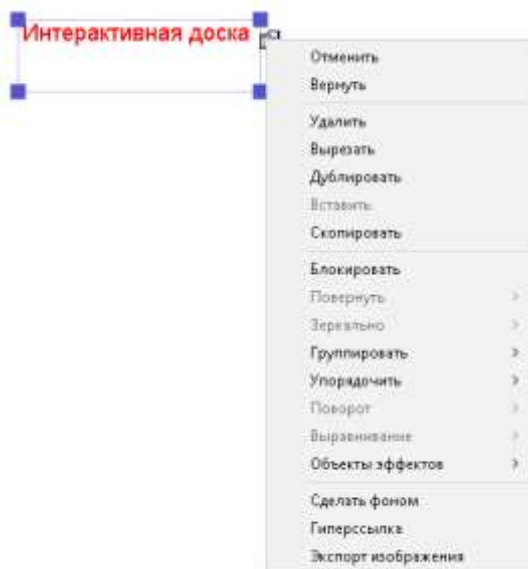 Интерактивная доска
Отменить
Вернуть
Удалить
Вырезать
Дублировать
Вставить
Скопировать
Блокировать
Повернуть
Зеркально
Группировать
Упорядочить
Поворот
Выравнивание
Объекты эффектов
Сделать фоном
Гиперссылка
Экспорт изображения